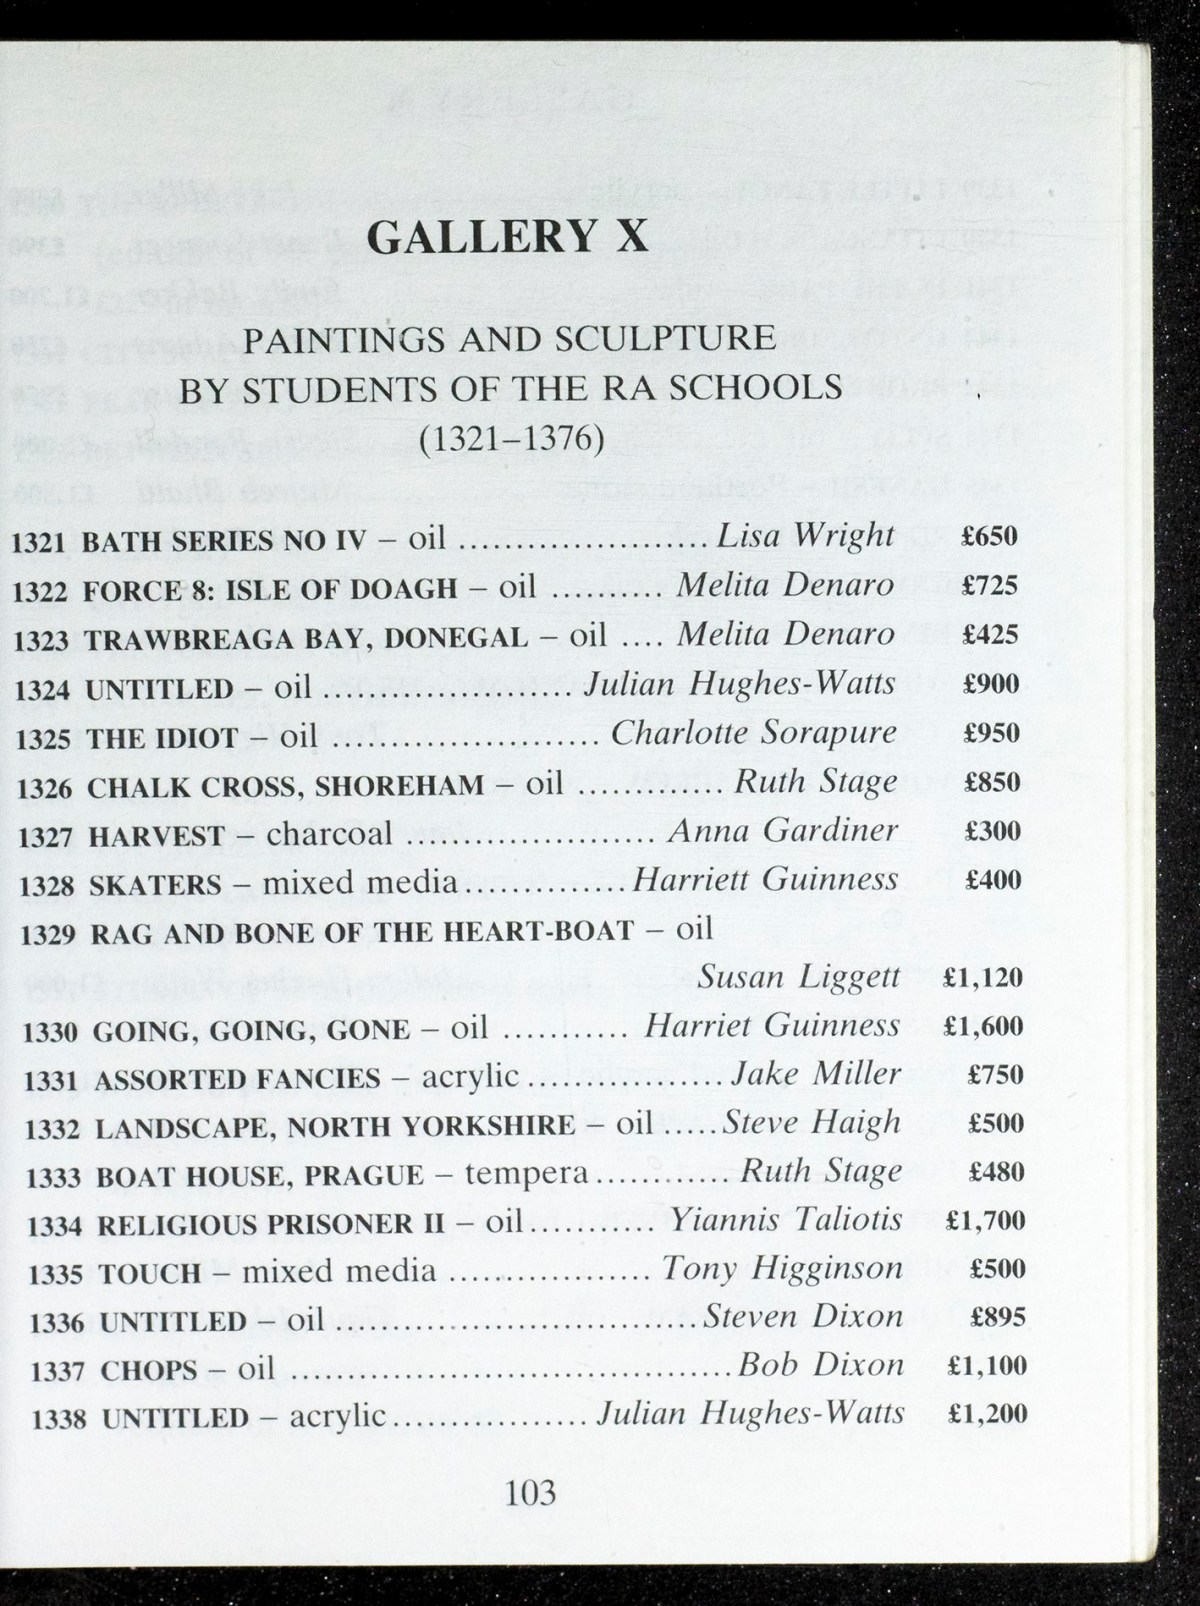 GALLERY X
PAINTINGS AND SCULPTURE
BY STUDENTS OF THE RA SCHOOLS
(1321–1376)
1321 BATH SERIES NO IV – oil ...................... Lisa Wright £650
1322 FORCE 8: ISLE OF DOAGH – oil .......... Melita Denaro £725
1323 TRAWBREAGA BAY, DONEGAL – oil .... Melita Denaro £425
1324 UNTITLED – oil ...................... Julian Hughes-Watts £900
1325 THE IDIOT – oil ....................... Charlotte Sorapure £950
1326 CHALK CROSS, SHOREHAM – oil ............. Ruth Stage £850
1327 HARVEST – charcoal ...................... Anna Gardiner £300
1328 SKATERS – mixed media .............. Harriett Guinness £400
1329 RAG AND BONE OF THE HEART-BOAT – oil
Susan Liggett £1,120
1330 GOING, GOING, GONE – oil ........... Harriet Guinness £1,600
1331 ASSORTED FANCIES – acrylic ................. Jake Miller £750
1332 LANDSCAPE, NORTH YORKSHIRE – oil ..... Steve Haigh £500
1333 BOAT HOUSE, PRAGUE – tempera ............ Ruth Stage £480
1334 RELIGIOUS PRISONER II – oil ........... Yiannis Taliotis £1,700
1335 TOUCH – mixed media .................. Tony Higginson £500
1336 UNTITLED – oil ................................ Steven Dixon £895
1337 CHOPS – oil ....................................... Bob Dixon £1,100
1338 UNTITLED – acrylic ................. Julian Hughes-Watts £1,200
103